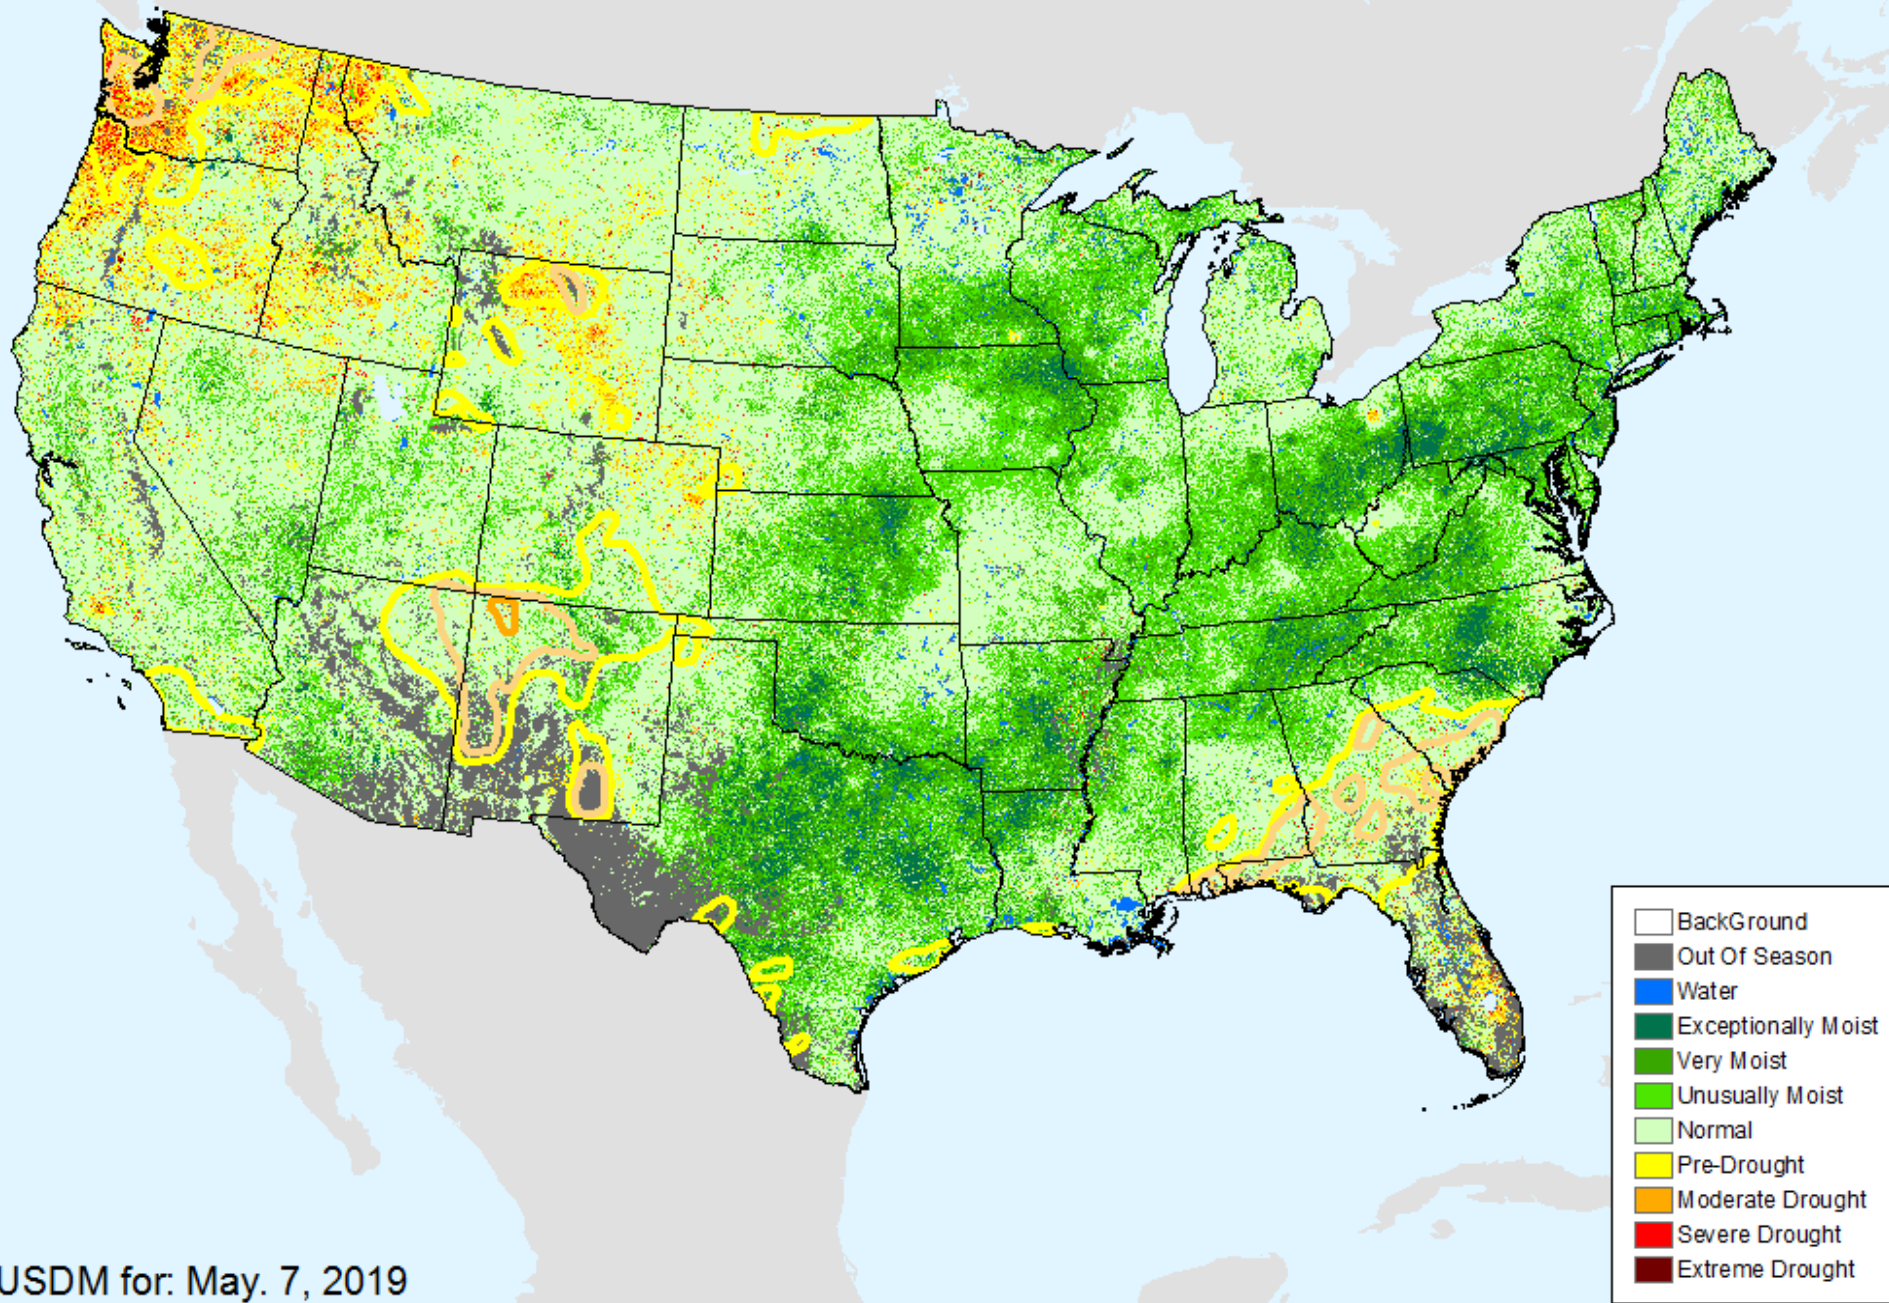 BackGround
Out Of Season
Water
Exceptionally Moist
Very Moist
Unusually Moist
Normal
Pre-Drought
Moderate Drought
Severe Drought
Extreme Drought
USDM for: May. 7, 2019